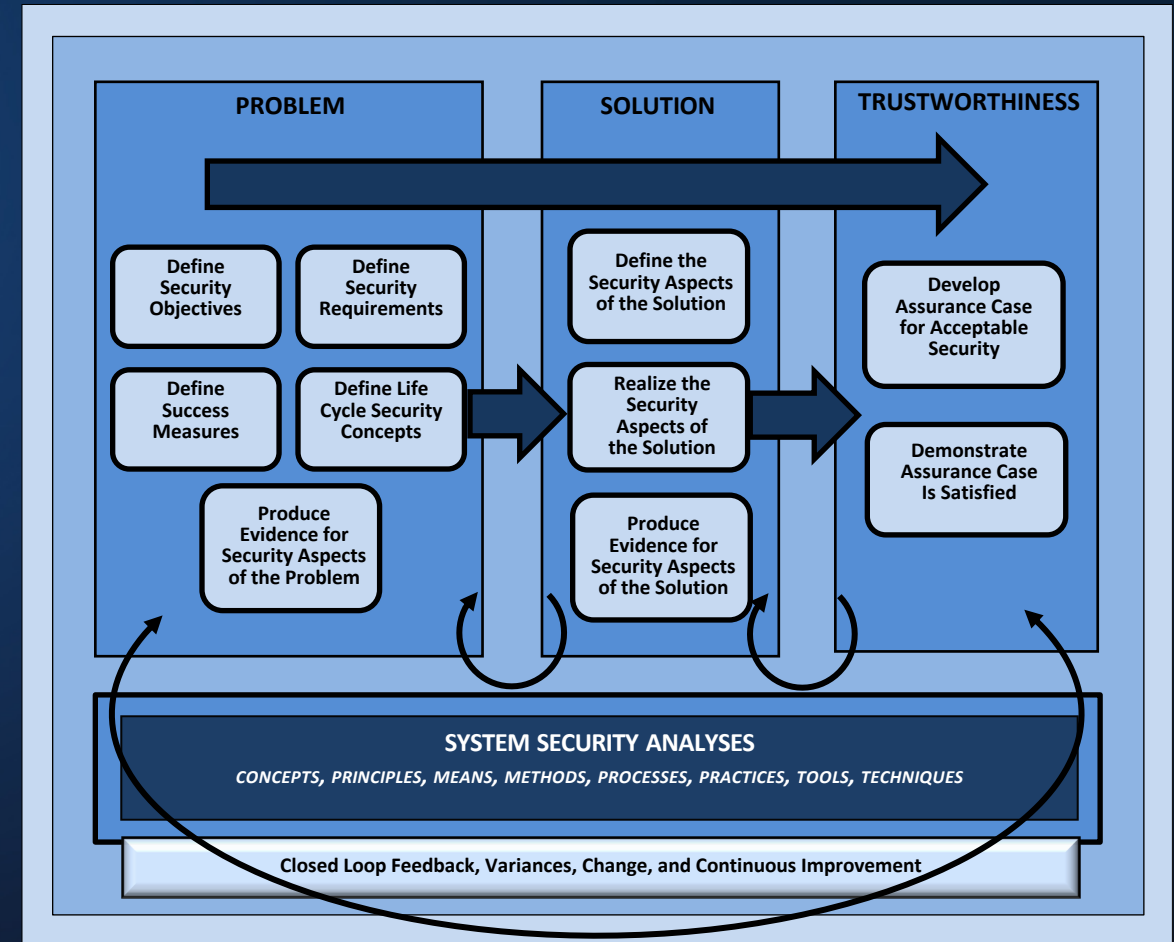 PROBLEM
Define
Security
Objectives
Define
Security
Requirements
Define
Success
Measures
Define Life
Cycle Security
Concepts
Produce
Evidence for
Security Aspects
of the Problem
SOLUTION
Define the
Security Aspects
of the Solution
Realize the
Security
Aspects of
the Solution
Produce
Evidence for
Security Aspects
of the Solution
TRUSTWORTHINESS
Develop
Assurance Case
for Acceptable
Security
Demonstrate
Assurance Case
Is Satisfied
SYSTEM SECURITY ANALYSES
CONCEPTS, PRINCIPLES, MEANS, METHODS, PROCESSES, PRACTICES, TOOLS, TECHNIQUES
Closed Loop Feedback, Variances, Change, and Continuous Improvement